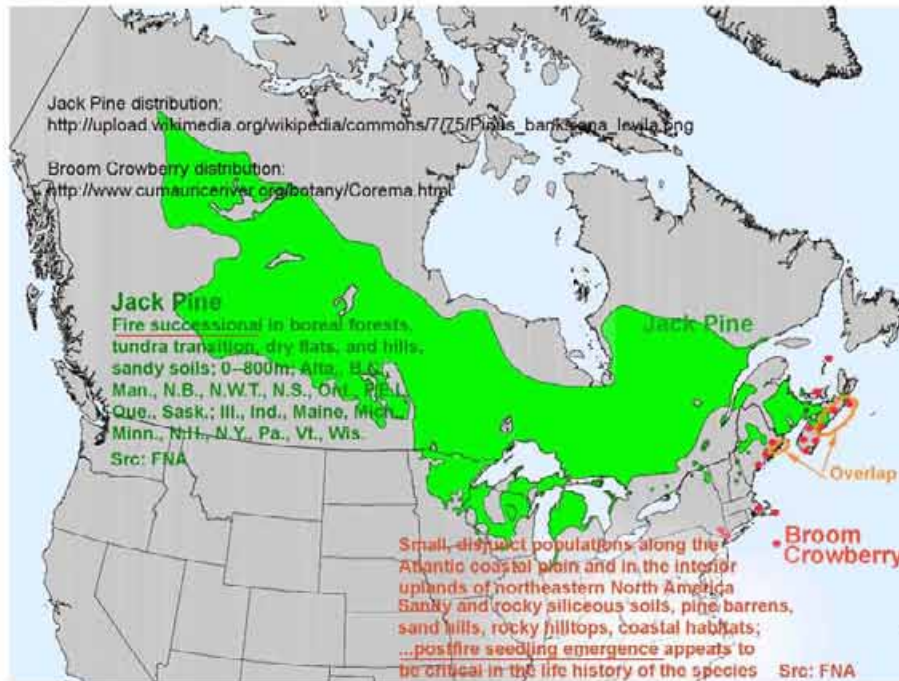 Jack Pine distribution:
http://upload.wikimedia.org/wikipedia/commons/7/75/Pinus_banksiana_levila.png
Broom Crowberry distribution:
http://www.cumauriceriver.org/botany/Corema.html
Jack Pine
Fire successional in boreal forests,
tundra transition, dry flats, and hills,
sandy soils; 0–800m; Alta., B.C.,
Man., N.B., N.W.T., N.S., Ont., P.E.I.,
Que., Sask.; Ill., Ind., Maine, Mich.,
Minn., N.H., N.Y., Pa., Vt., Wis.
Src: FNA
Jack Pine
Overlap
Broom
Crowberry
Small, disjunct populations along the
Atlantic coastal plain and in the interior
uplands of northeastern North America
Sandy and rocky siliceous soils, pine barrens,
sand hills, rocky hilltops, coastal habitats;
...postfire seedling emergence appears to
be critical in the life history of the species Src: FNA